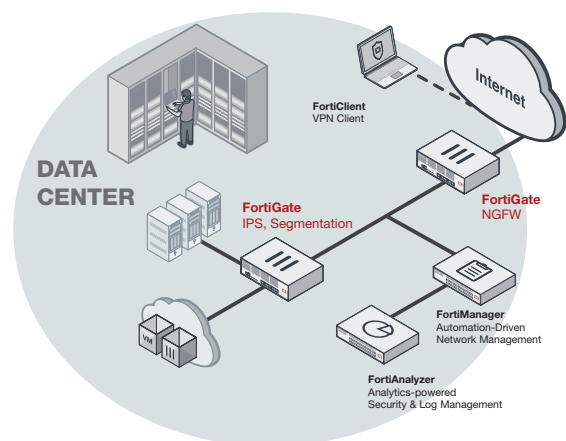 Internet
FortiClient
VPN Client
DATA
CENTER
FortiGate
NGFW
FortiGate
IPS, Segmentation
FortiManager
Automation-Driven
Network Management
VM
FortiAnalyzer
Analytics-powered
Security & Log Management